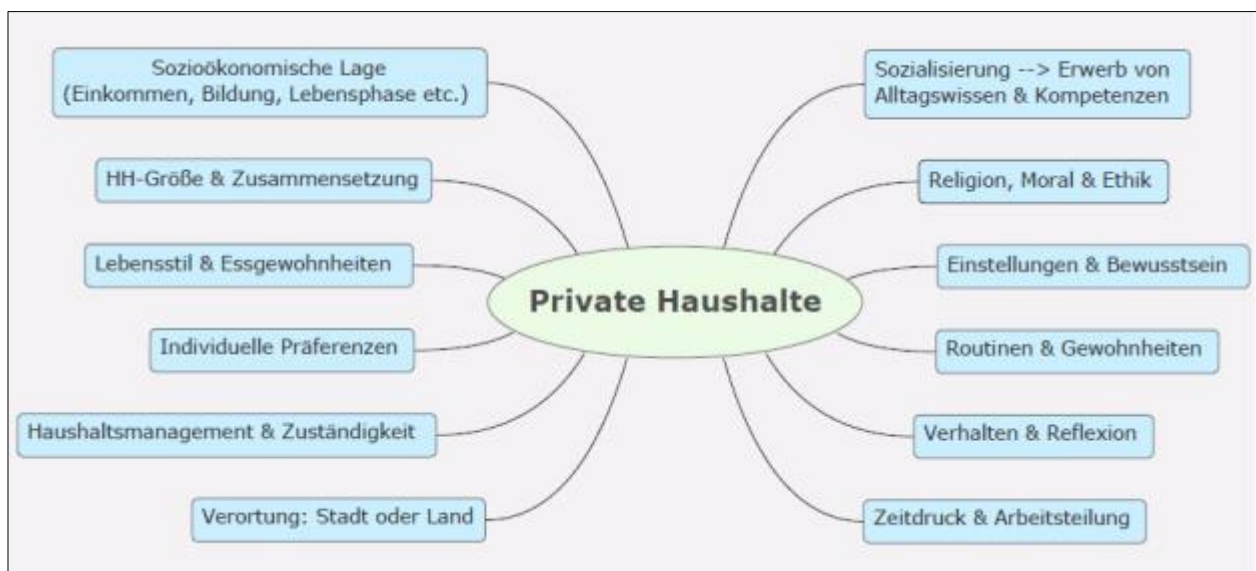 Sozioökonomische Lage
(Einkommen, Bildung, Lebensphase etc.)
HH-Größe & Zusammensetzung
Lebensstil & Essgewohnheiten
Individuelle Präferenzen
Haushaltsmanagement & Zuständigkeit
Verortung: Stadt oder Land
Private Haushalte
Sozialisierung --> Erwerb von
Alltagswissen & Kompetenzen
Religion, Moral & Ethik
Einstellungen & Bewusstsein
Routinen & Gewohnheiten
Verhalten & Reflexion
Zeitdruck & Arbeitsteilung